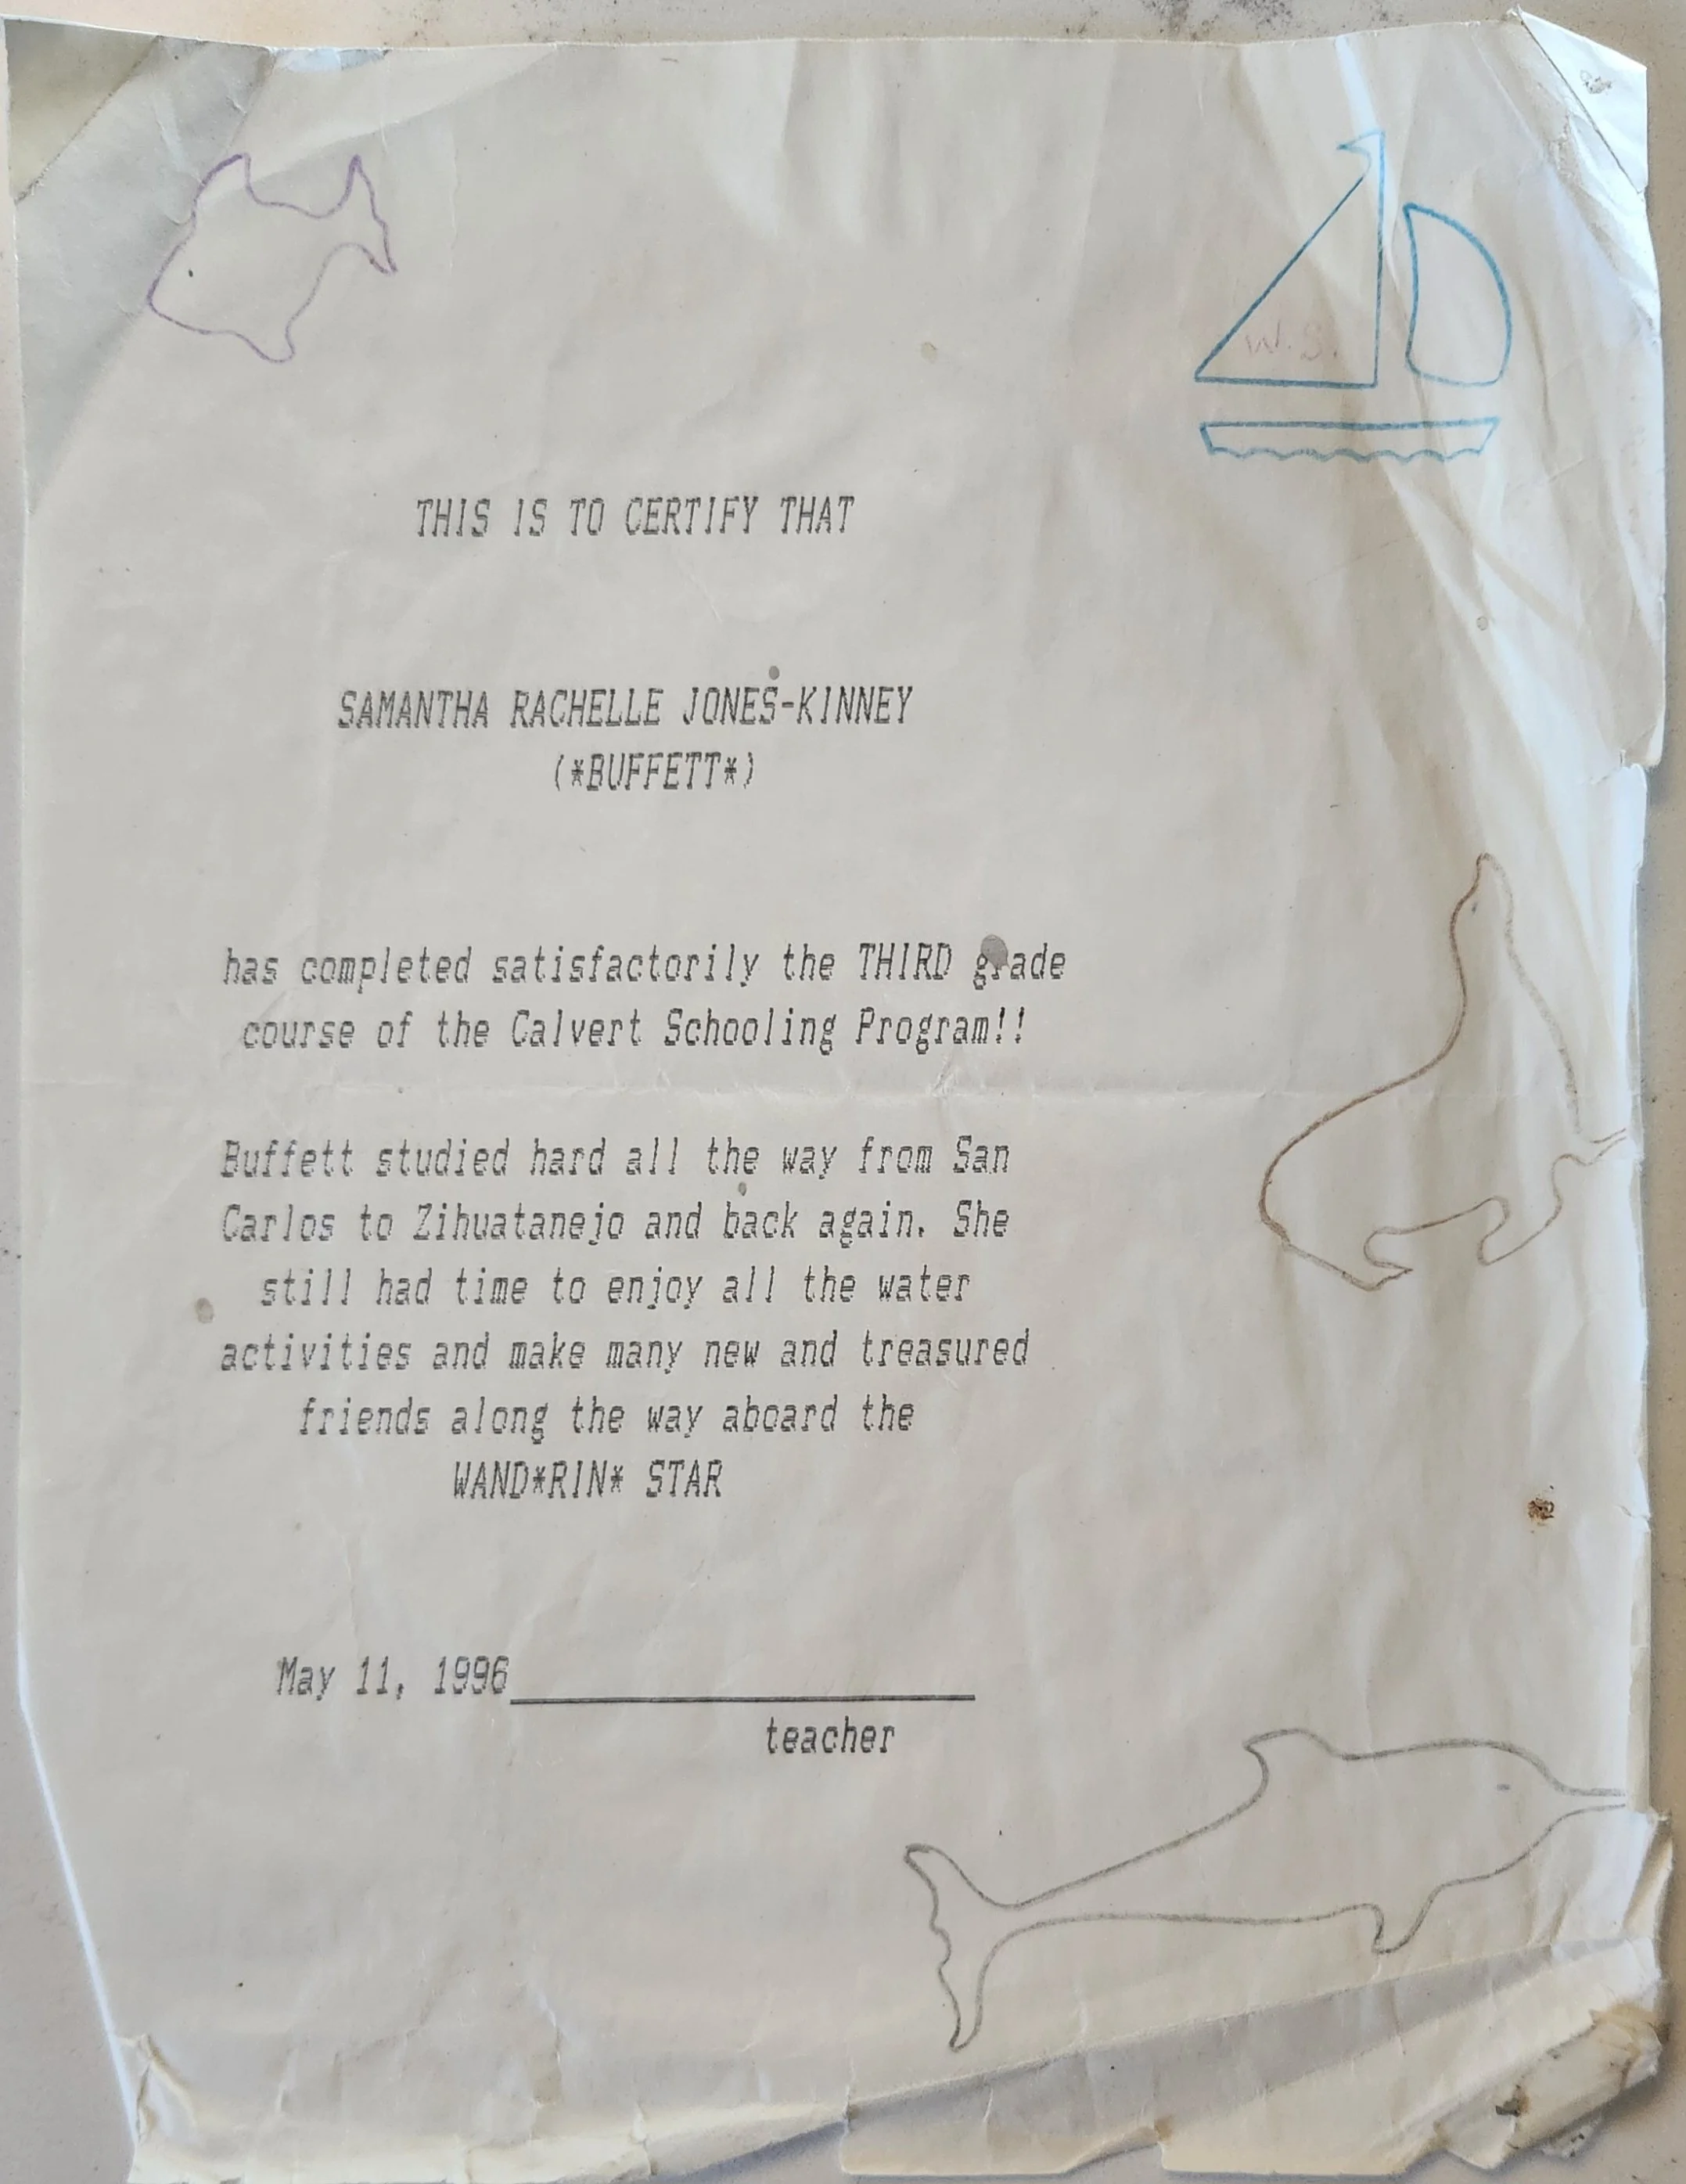 W.S.
THIS IS TO CERTIFY THAT
SAMANTHA RACHELLE JONES-KINNEY
(*BUFFETT*)
has completed satisfactorily the THIRD grade
course of the Calvert Schooling Program!!
Buffett studied hard all the way from San
Carlos to Zihuatanejo and back again. She
still had time to enjoy all the water
activities and make many new and treasured
friends along the way aboard the
WAND*RIN* STAR
May 11, 1996
teacher